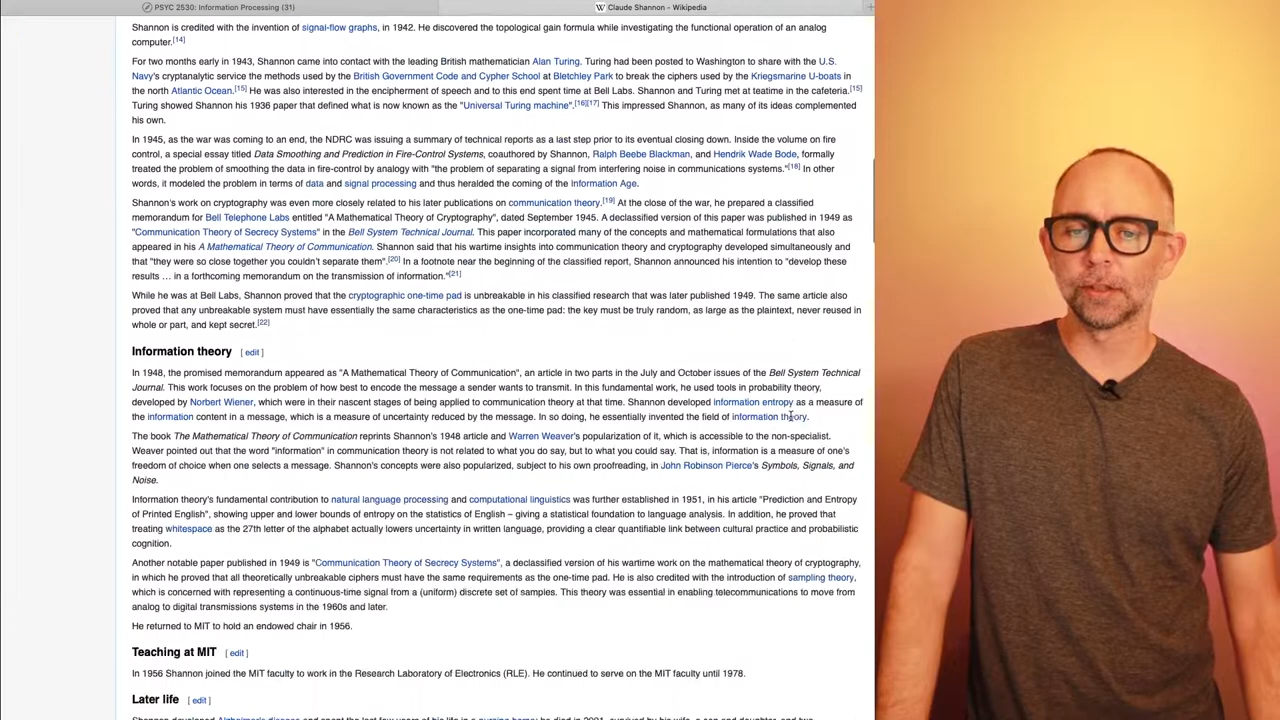 PSYC 2530: Information Processing (31)
Claude Shannon - Wikipedia
Shannon is credited with the invention of signal-flow graphs, in 1942. He discovered the topological gain formula while investigating the functional operation of an analog
computer.[14]
For two months early in 1943, Shannon came into contact with the leading British mathematician Alan Turing. Turing had been posted to Washington to share with the U.S.
Navy's cryptanalytic service the methods used by the British Government Code and Cypher School at Bletchley Park to break the ciphers used by the Kriegsmarine U-boats in
the north Atlantic Ocean.[15] He was also interested in the encipherment of speech and to this end spent time at Bell Labs. Shannon and Turing met at teatime in the cafeteria.[15]
Turing showed Shannon his 1936 paper that defined what is now known as the "Universal Turing machine".[16][17] This impressed Shannon, as many of its ideas complemented
his own.
In 1945, as the war was coming to an end, the NDRC was issuing a summary of technical reports as a last step prior to its eventual closing down. Inside the volume on fire
control, a special essay titled Data Smoothing and Prediction in Fire-Control Systems, coauthored by Shannon, Ralph Beebe Blackman, and Hendrik Wade Bode, formally
treated the problem of smoothing the data in fire-control by analogy with "the problem of separating a signal from interfering noise in communications systems."[18] In other
words, it modeled the problem in terms of data and signal processing and thus heralded the coming of the Information Age.
Shannon's work on cryptography was even more closely related to his later publications on communication theory.[19] At the close of the war, he prepared a classified
memorandum for Bell Telephone Labs entitled "A Mathematical Theory of Cryptography", dated September 1945. A declassified version of this paper was published in 1949 as
"Communication Theory of Secrecy Systems" in the Bell System Technical Journal. This paper incorporated many of the concepts and mathematical formulations that also
appeared in his A Mathematical Theory of Communication. Shannon said that his wartime insights into communication theory and cryptography developed simultaneously and
that "they were so close together you couldn't separate them".[20] In a footnote near the beginning of the classified report, Shannon announced his intention to "develop these
results … in a forthcoming memorandum on the transmission of information."[21]
While he was at Bell Labs, Shannon proved that the cryptographic one-time pad is unbreakable in his classified research that was later published 1949. The same article also
proved that any unbreakable system must have essentially the same characteristics as the one-time pad: the key must be truly random, as large as the plaintext, never reused in
whole or part, and kept secret.[22]
Information theory [ edit ]
In 1948, the promised memorandum appeared as "A Mathematical Theory of Communication", an article in two parts in the July and October issues of the Bell System Technical
Journal. This work focuses on the problem of how best to encode the message a sender wants to transmit. In this fundamental work, he used tools in probability theory,
developed by Norbert Wiener, which were in their nascent stages of being applied to communication theory at that time. Shannon developed information entropy as a measure of
the information content in a message, which is a measure of uncertainty reduced by the message. In so doing, he essentially invented the field of information theory.
The book The Mathematical Theory of Communication reprints Shannon's 1948 article and Warren Weaver's popularization of it, which is accessible to the non-specialist.
Weaver pointed out that the word "information" in communication theory is not related to what you do say, but to what you could say. That is, information is a measure of one's
freedom of choice when one selects a message. Shannon's concepts were also popularized, subject to his own proofreading, in John Robinson Pierce's Symbols, Signals, and
Noise.
Information theory's fundamental contribution to natural language processing and computational linguistics was further established in 1951, in his article "Prediction and Entropy
of Printed English", showing upper and lower bounds of entropy on the statistics of English – giving a statistical foundation to language analysis. In addition, he proved that
treating whitespace as the 27th letter of the alphabet actually lowers uncertainty in written language, providing a clear quantifiable link between cultural practice and probabilistic
cognition.
Another notable paper published in 1949 is "Communication Theory of Secrecy Systems", a declassified version of his wartime work on the mathematical theory of cryptography,
in which he proved that all theoretically unbreakable ciphers must have the same requirements as the one-time pad. He is also credited with the introduction of sampling theory,
which is concerned with representing a continuous-time signal from a (uniform) discrete set of samples. This theory was essential in enabling telecommunications to move from
analog to digital transmissions systems in the 1960s and later.
He returned to MIT to hold an endowed chair in 1956.
Teaching at MIT [ edit ]
In 1956 Shannon joined the MIT faculty to work in the Research Laboratory of Electronics (RLE). He continued to serve on the MIT faculty until 1978.
Later life [ edit ]
Shannon developed Alzheimer's disease and spent the last few years of his life in a nursing home; he died in 2001, survived by his wife, a son and daughter, and two